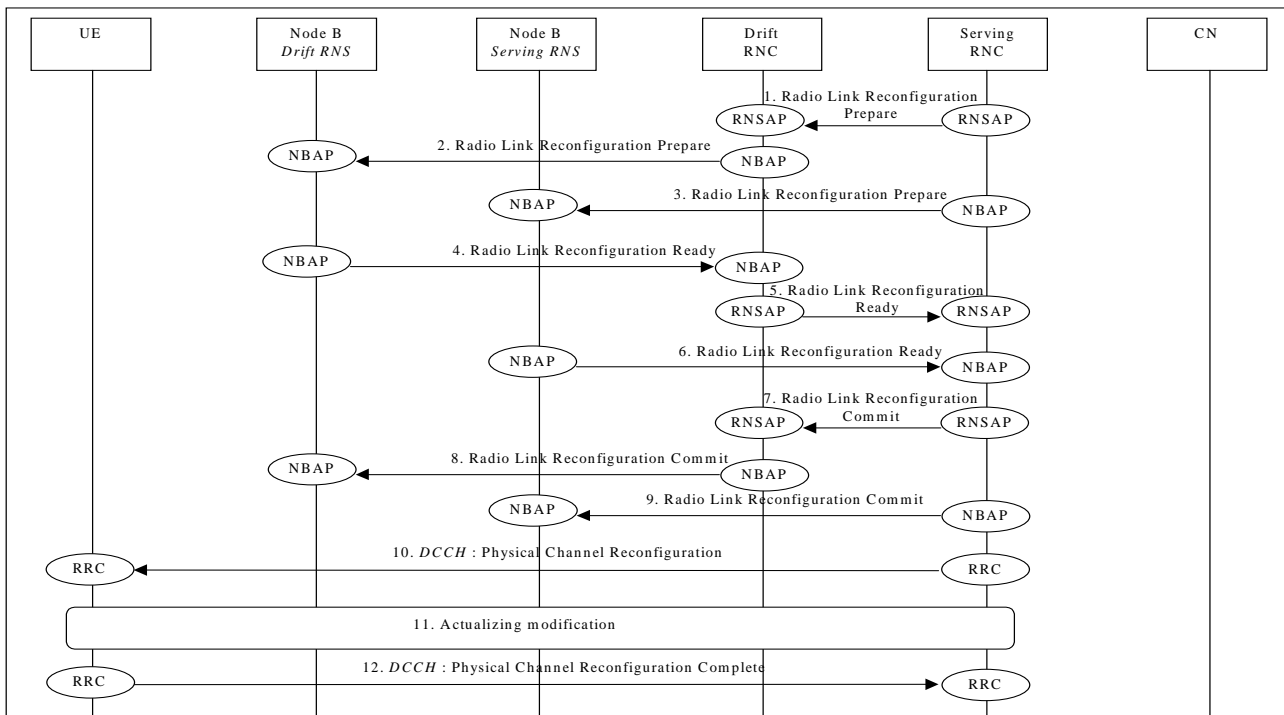 UE
Node B
Drift RNS
Node B
Serving RNS
Drift
RNC
Serving
RNC
CN
1. Radio Link Reconfiguration
Prepare
RNSAP
RNSAP
2. Radio Link Reconfiguration Prepare
NBAP
NBAP
3. Radio Link Reconfiguration Prepare
NBAP
NBAP
4. Radio Link Reconfiguration Ready
NBAP
NBAP
5. Radio Link Reconfiguration
Ready
RNSAP
RNSAP
6. Radio Link Reconfiguration Ready
NBAP
NBAP
7. Radio Link Reconfiguration
Commit
RNSAP
RNSAP
8. Radio Link Reconfiguration Commit
NBAP
NBAP
9. Radio Link Reconfiguration Commit
NBAP
NBAP
10. DCCH : Physical Channel Reconfiguration
RRC
RRC
11. Actualizing modification
12. DCCH : Physical Channel Reconfiguration Complete
RRC
RRC